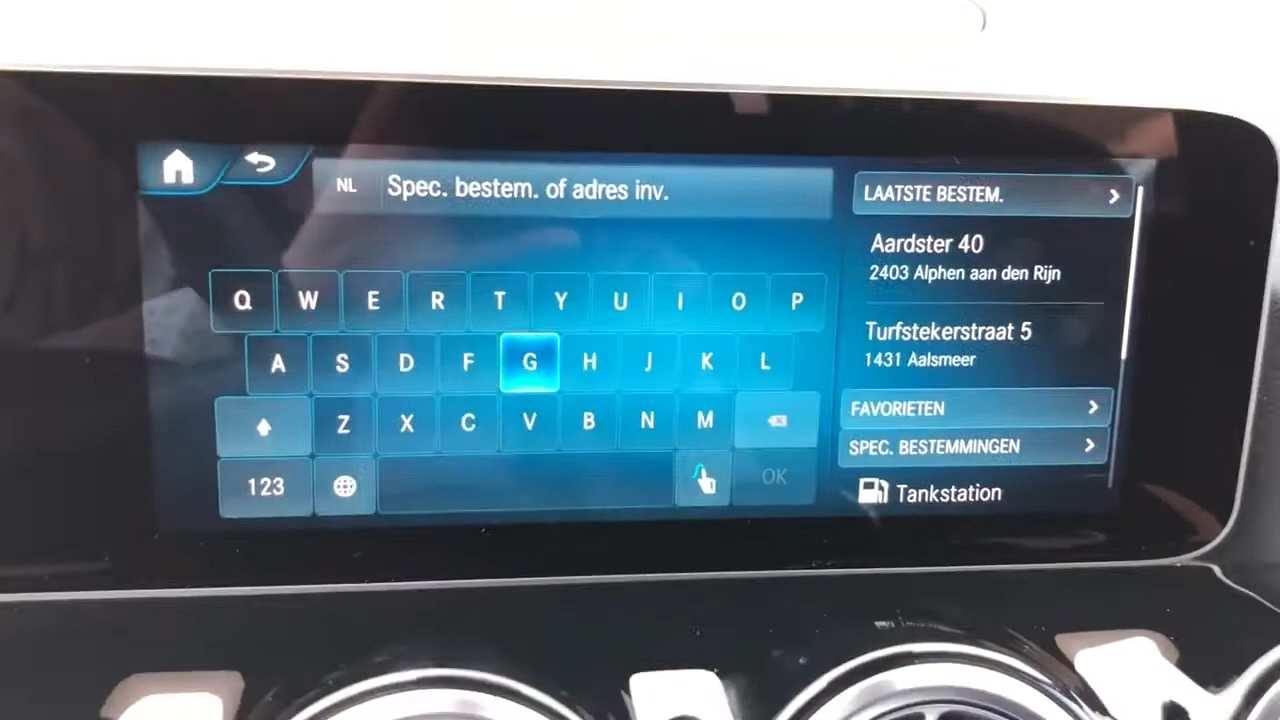 NL Spec. bestem. of adres inv.
Q W E R T Y U I O P
A S D F G H J K L
Z X C V B N M
123 OK
LAATSTE BESTEM.
Aardster 40
2403 Alphen aan den Rijn
Turfstekerstraat 5
1431 Aalsmeer
FAVORIETEN
SPEC. BESTEMMINGEN
Tankstation